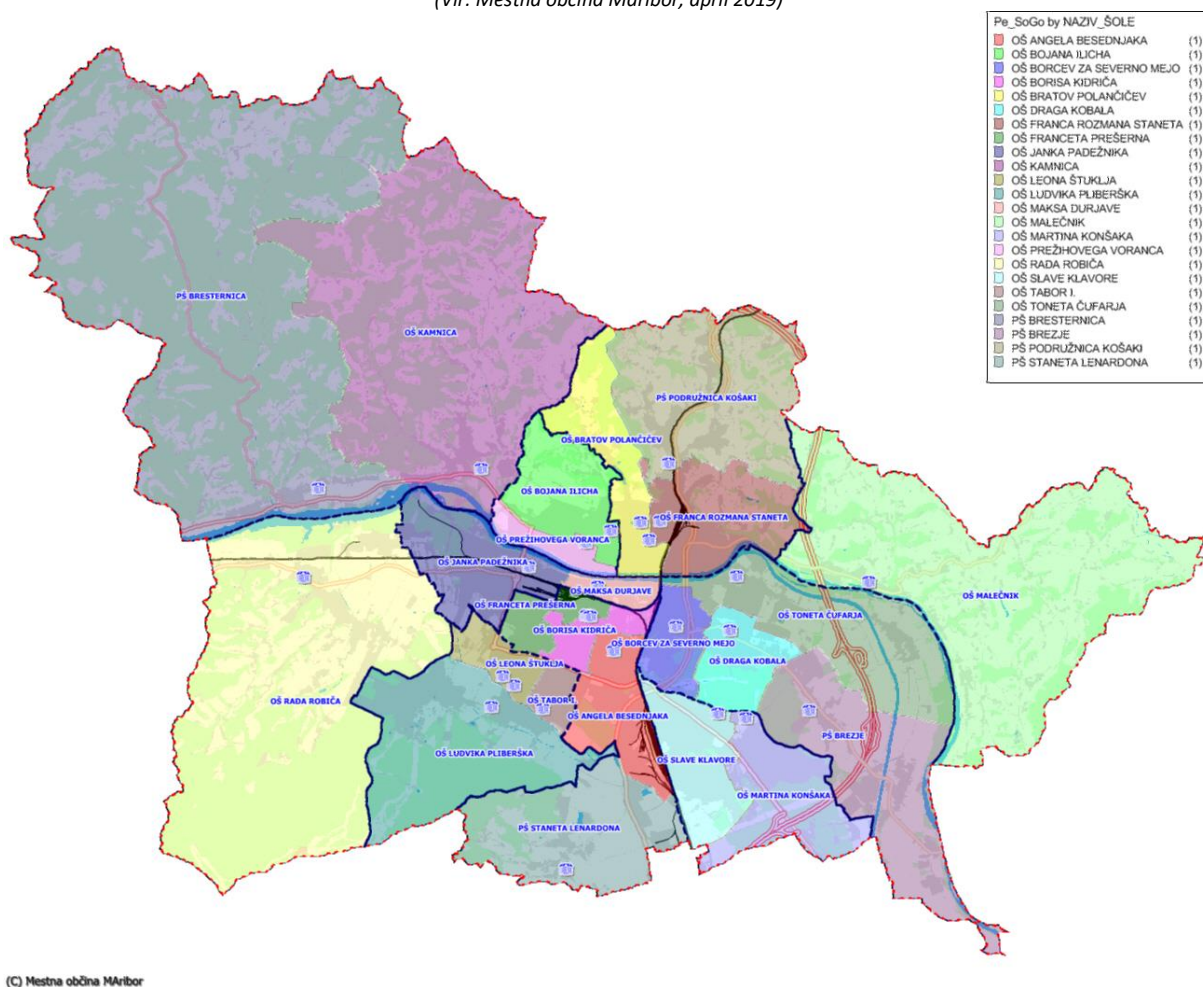 (Vir: Mestna občina Maribor, april 2019)
Pe_SoGo by NAZIV_ŠOLE
OŠ ANGELA BESEDNJAKA (1)
OŠ BOJANA ILICHA (1)
OŠ BORCEV ZA SEVERNO MEJO (1)
OŠ BORISA KIDRIČA (1)
OŠ BRATOV POLANČIČEV (1)
OŠ DRAGA KOBALA (1)
OŠ FRANCA ROZMANA STANETA (1)
OŠ FRANCETA PREŠERNA (1)
OŠ JANKA PADEŽNIKA (1)
OŠ KAMNICA (1)
OŠ LEONA ŠTUKLJA (1)
OŠ LUDVIKA PLIBERŠKA (1)
OŠ MAKSA DURJAVE (1)
OŠ MALEČNIK (1)
OŠ MARTINA KONŠAKA (1)
OŠ PREŽIHOVEGA VORANCA (1)
OŠ RADA ROBIČA (1)
OŠ SLAVE KLAVORE (1)
OŠ TABOR I. (1)
OŠ TONETA ČUFARJA (1)
PŠ BRESTERNICA (1)
PŠ BREZJE (1)
PŠ PODRUŽNICA KOŠAKI (1)
PŠ STANETA LENARDONA (1)
PŠ BRESTERNICA
OŠ KAMNICA
PŠ PODRUŽNICA KOŠAKI
OŠ BRATOV POLANČIČEV
OŠ BOJANA ILICHA
OŠ FRANCA ROZMANA STANETA
OŠ PREŽIHOVEGA VORANCA
OŠ JANKA PADEŽNIKA
OŠ MAKSA DURJAVE
OŠ MALEČNIK
OŠ FRANCETA PREŠERNA
OŠ TONETA ČUFARJA
OŠ BORISA KIDRIČA
OŠ BORCEV ZA SEVERNO MEJO
OŠ LEONA ŠTUKLJA
OŠ DRAGA KOBALA
OŠ RADA ROBIČA
OŠ TABOR I.
OŠ ANGELA BESEDNJAKA
PŠ BREZJE
OŠ LUDVIKA PLIBERŠKA
OŠ SLAVE KLAVORE
OŠ MARTINA KONŠAKA
PŠ STANETA LENARDONA
(C) Mestna občina MAribor